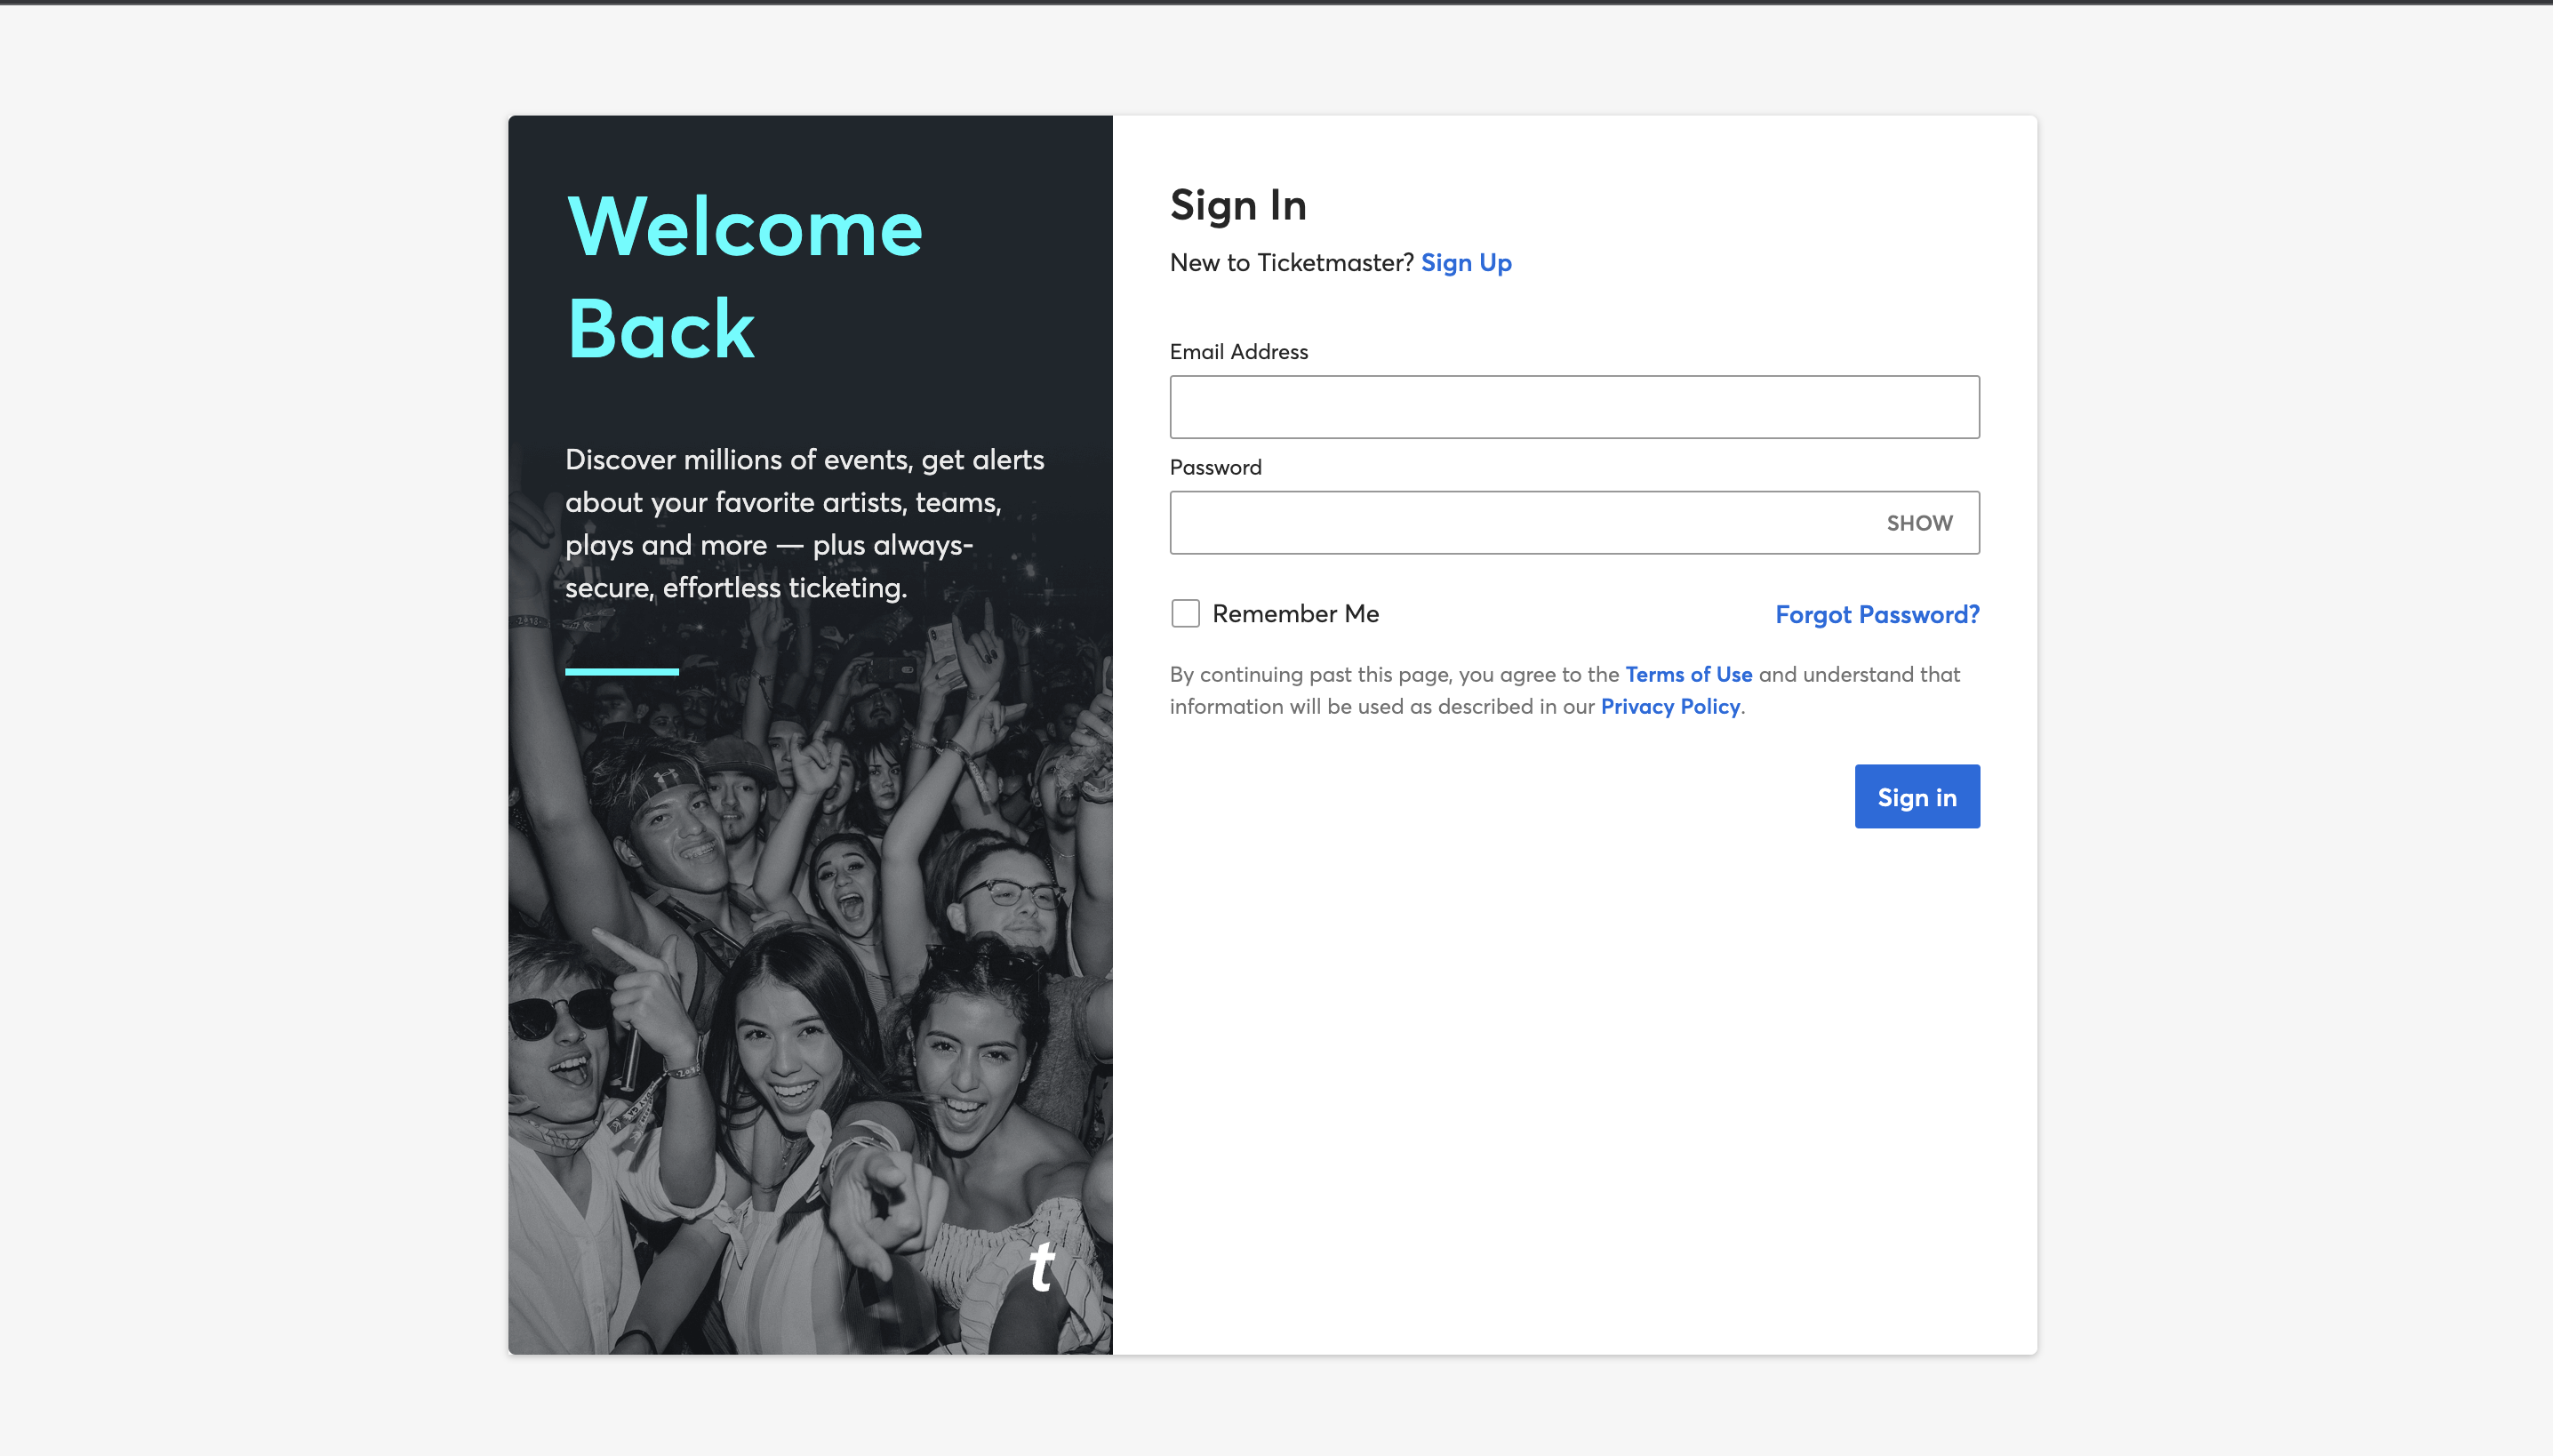 Welcome
Back
Discover millions of events, get alerts
about your favorite artists, teams,
plays and more — plus always-
secure, effortless ticketing.
t
Sign In
New to Ticketmaster? Sign Up
Email Address
Password
SHOW
Remember Me
Forgot Password?
By continuing past this page, you agree to the Terms of Use and understand that
information will be used as described in our Privacy Policy.
Sign in